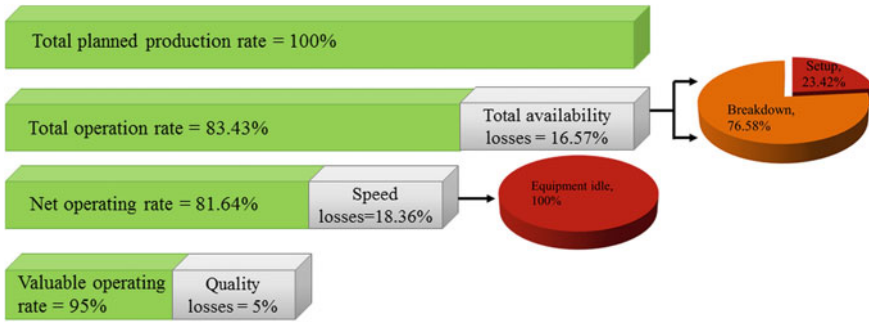 Total planned production rate = 100%
Setup,
23.42%
Total operation rate = 83.43%
Total availability
losses = 16.57%
Breakdown,
76.58%
Net operating rate = 81.64%
Speed
losses=18.36%
Equipment idle,
100%
Valuable operating
rate = 95%
Quality
losses = 5%